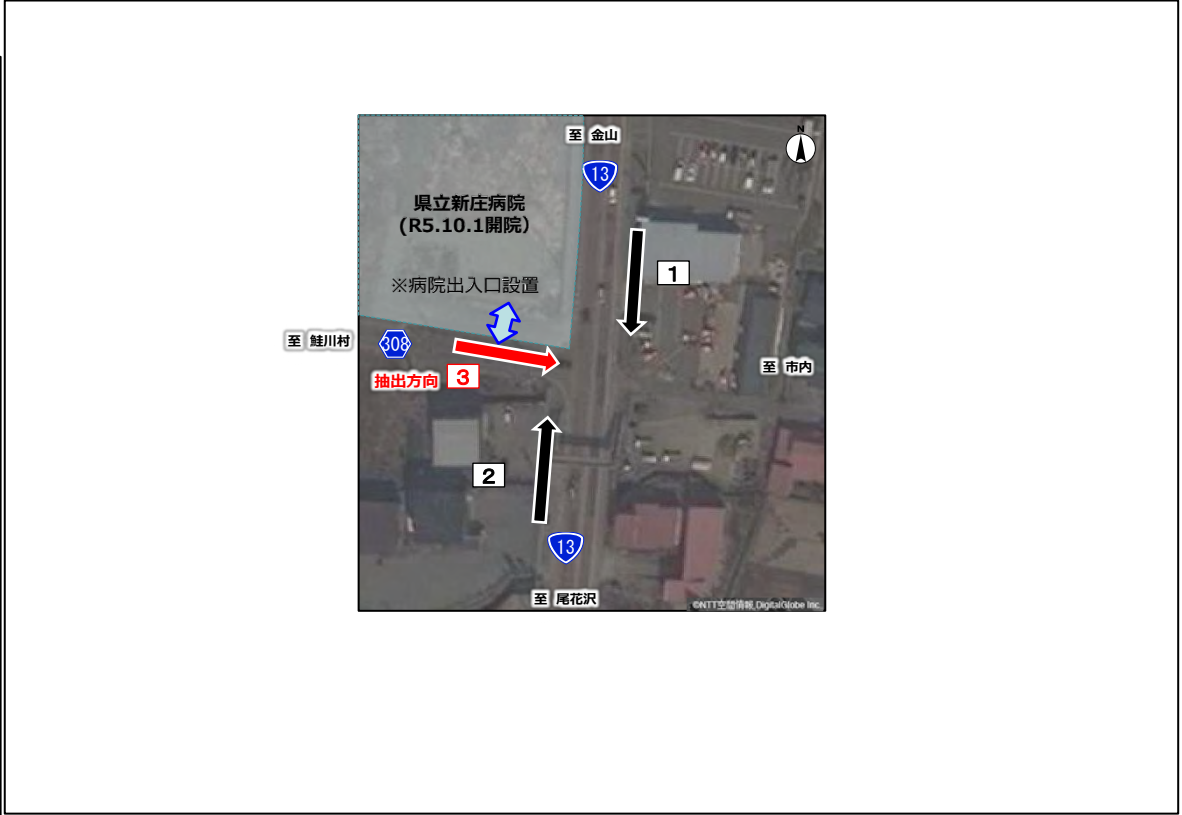 至 金山
N
13
県立新庄病院
(R5.10.1開院）
※病院出入口設置
1
至 鮭川村
308
抽出方向 3
至 市内
2
13
至 尾花沢
©NTT空間情報,DigitalGlobe Inc.